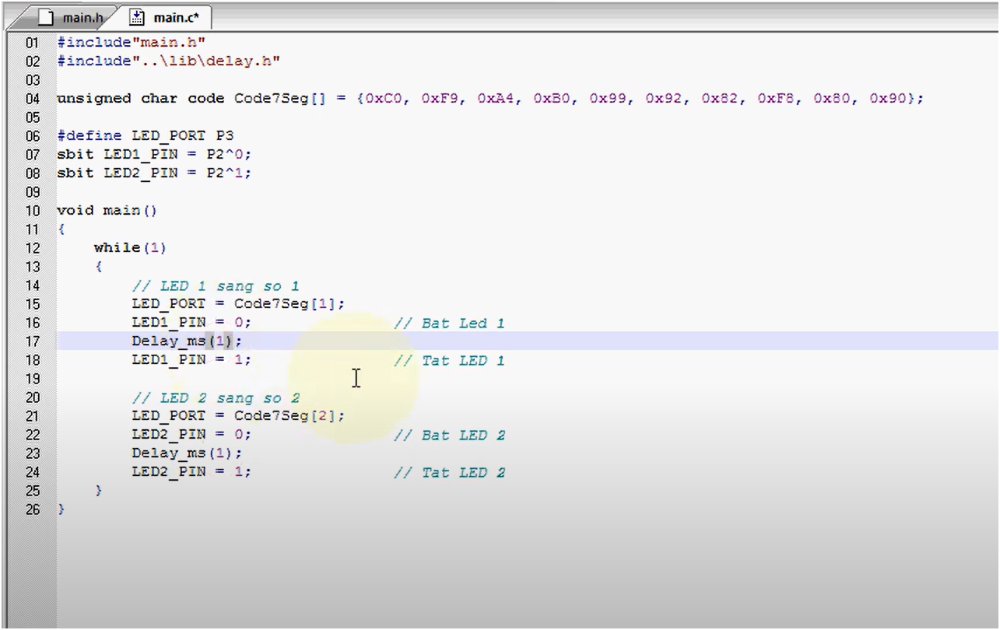 main.h main.c*
01 #include"main.h"
02 #include"..\lib\delay.h"
03
04 unsigned char code Code7Seg[] = {0xC0, 0xF9, 0xA4, 0xB0, 0x99, 0x92, 0x82, 0xF8, 0x80, 0x90};
05
06 #define LED_PORT P3
07 sbit LED1_PIN = P2^0;
08 sbit LED2_PIN = P2^1;
09
10 void main()
11 {
12     while(1)
13     {
14         // LED 1 sang so 1
15         LED_PORT = Code7Seg[1];
16         LED1_PIN = 0;                // Bat Led 1
17         Delay_ms(1);
18         LED1_PIN = 1;                // Tat LED 1
19
20         // LED 2 sang so 2
21         LED_PORT = Code7Seg[2];
22         LED2_PIN = 0;                // Bat LED 2
23         Delay_ms(1);
24         LED2_PIN = 1;                // Tat LED 2
25     }
26 }